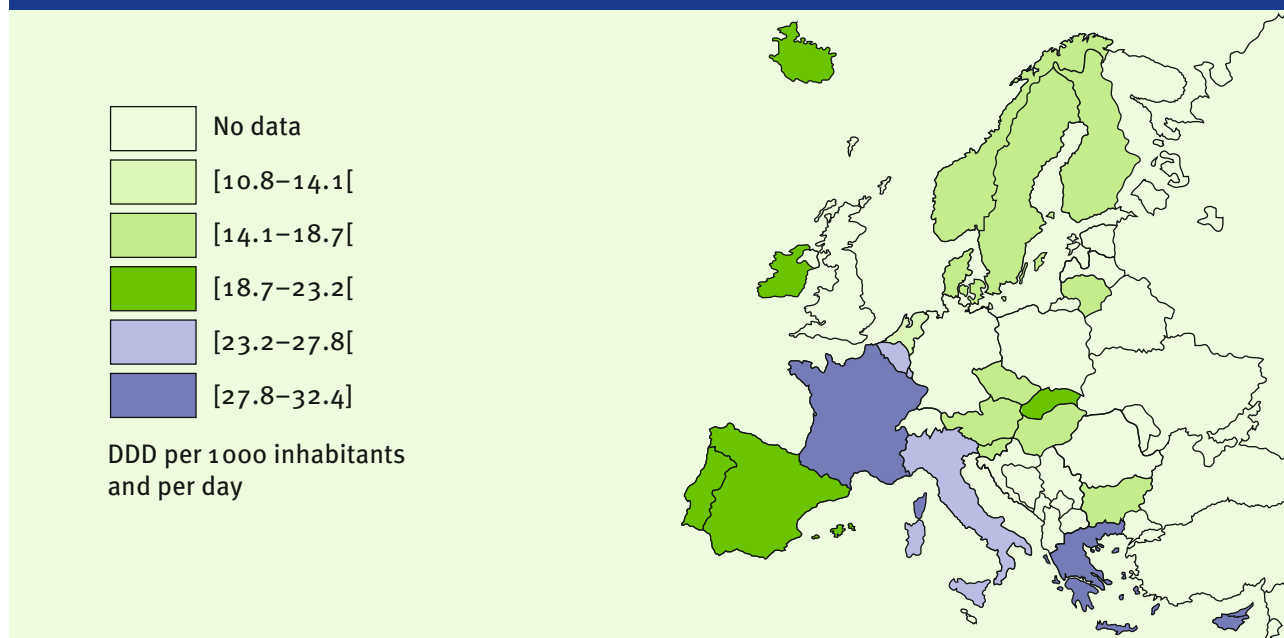 No data
[10.8–14.1[
[14.1–18.7[
[18.7–23.2[
[23.2–27.8[
[27.8–32.4]
DDD per 1000 inhabitants
and per day